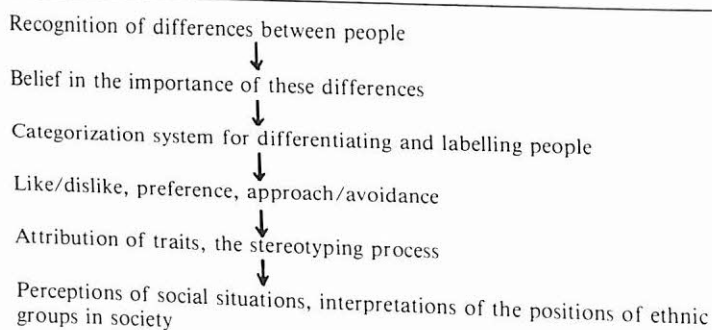 Recognition of differences between people
Belief in the importance of these differences
Categorization system for differentiating and labelling people
Like/dislike, preference, approach/avoidance
Attribution of traits, the stereotyping process
Perceptions of social situations, interpretations of the positions of ethnic
groups in society